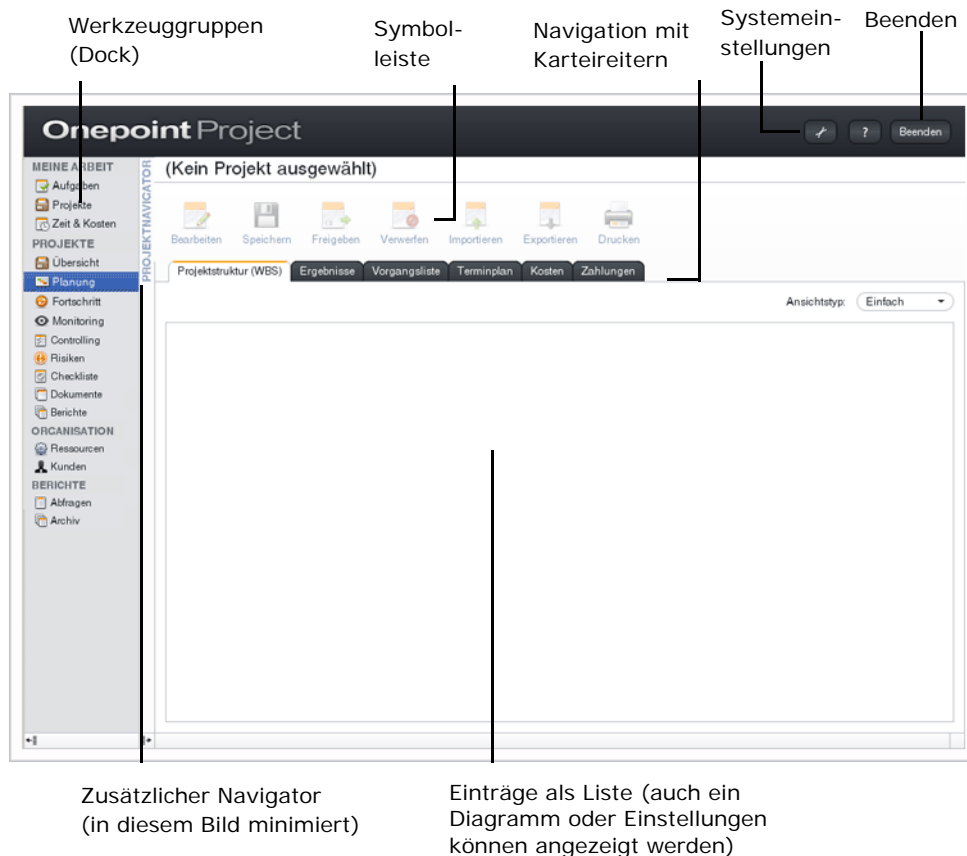 Werkzeuggruppen
(Dock)
Symbol-
leiste
Navigation mit
Karteireitern
Systemein-
stellungen
Beenden
Onepoint Project
?
Beenden
MEINE ARBEIT
Aufgaben
Projekte
Zeit & Kosten
PROJEKTE
Übersicht
Planung
Fortschritt
Monitoring
Controlling
Risiken
Checkliste
Dokumente
Berichte
ORGANISATION
Ressourcen
Kunden
BERICHTE
Abfragen
Archiv
PROJEKTNAVIGATOR
(Kein Projekt ausgewählt)
Bearbeiten Speichern Freigeben Verwerfen Importieren Exportieren Drucken
Projektstruktur (WBS) Ergebnisse Vorgangsliste Terminplan Kosten Zahlungen
Ansichtstyp: Einfach
Zusätzlicher Navigator
(in diesem Bild minimiert)
Einträge als Liste (auch ein
Diagramm oder Einstellungen
können angezeigt werden)